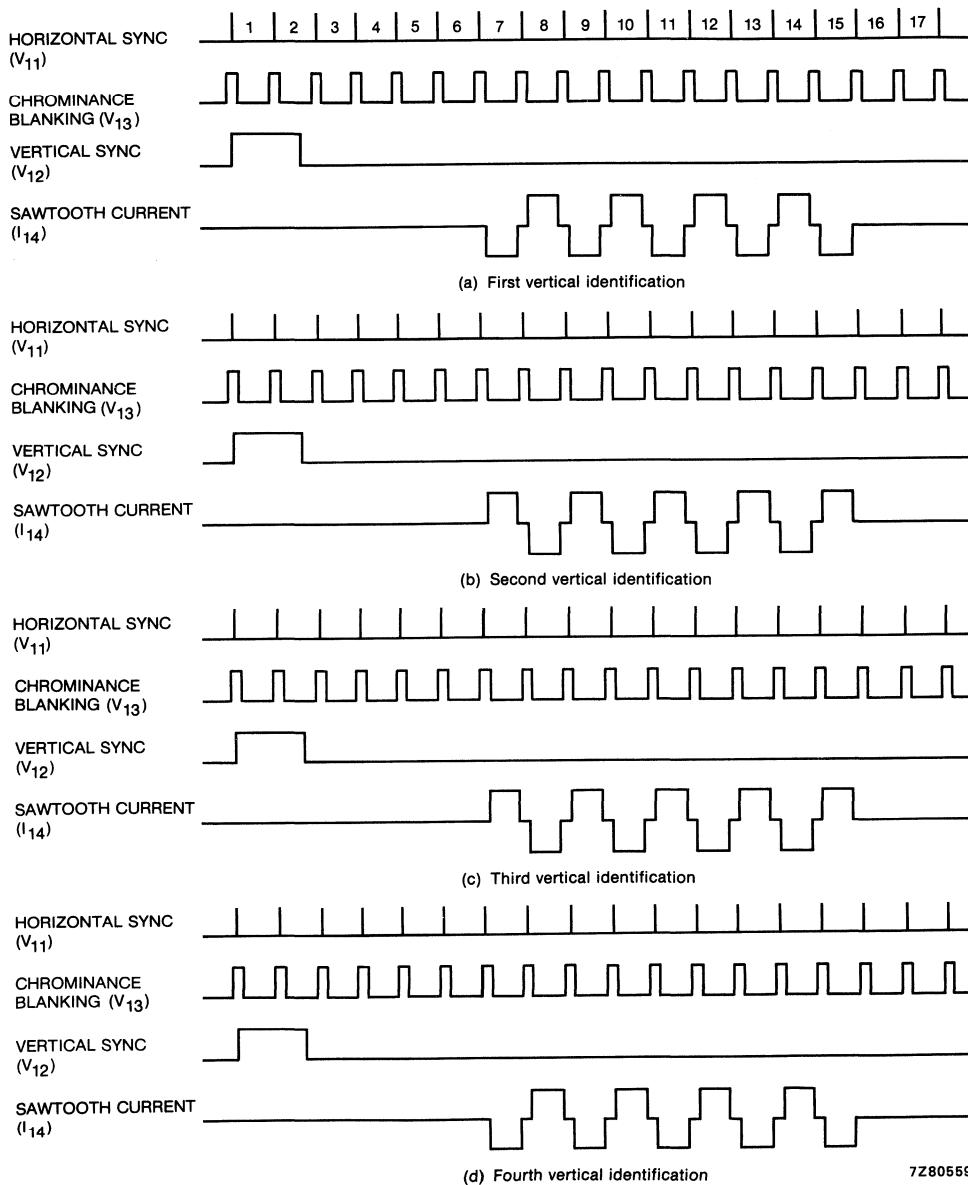 1 2 3 4 5 6 7 8 9 10 11 12 13 14 15 16 17
HORIZONTAL SYNC
(V11)
CHROMINANCE
BLANKING (V13)
VERTICAL SYNC
(V12)
SAWTOOTH CURRENT
(I14)
(a) First vertical identification
HORIZONTAL SYNC
(V11)
CHROMINANCE
BLANKING (V13)
VERTICAL SYNC
(V12)
SAWTOOTH CURRENT
(I14)
(b) Second vertical identification
HORIZONTAL SYNC
(V11)
CHROMINANCE
BLANKING (V13)
VERTICAL SYNC
(V12)
SAWTOOTH CURRENT
(I14)
(c) Third vertical identification
HORIZONTAL SYNC
(V11)
CHROMINANCE
BLANKING (V13)
VERTICAL SYNC
(V12)
SAWTOOTH CURRENT
(I14)
(d) Fourth vertical identification
7Z80559